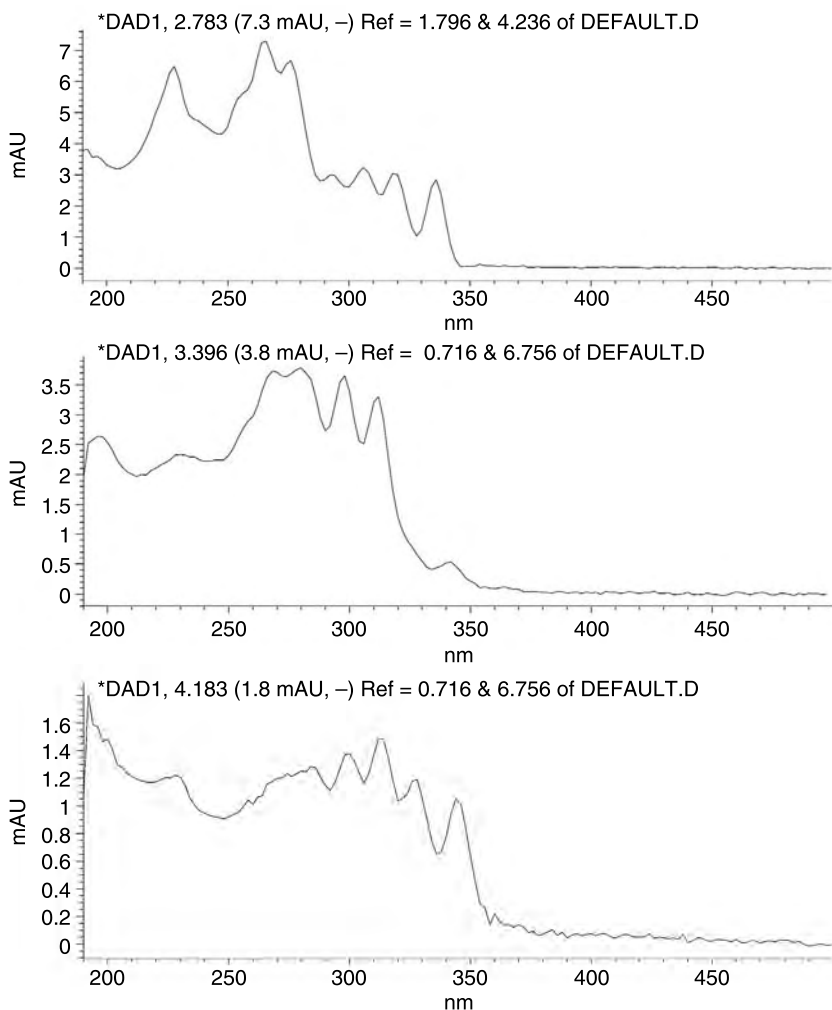 *DAD1, 2.783 (7.3 mAU, –) Ref = 1.796 & 4.236 of DEFAULT.D
7
6
5
4
3
2
1
0
mAU
200 250 300 350 400 450
nm
*DAD1, 3.396 (3.8 mAU, –) Ref = 0.716 & 6.756 of DEFAULT.D
3.5
3
2.5
2
1.5
1
0.5
0
mAU
200 250 300 350 400 450
nm
*DAD1, 4.183 (1.8 mAU, –) Ref = 0.716 & 6.756 of DEFAULT.D
1.6
1.4
1.2
1
0.8
0.6
0.4
0.2
0
mAU
200 250 300 350 400 450
nm